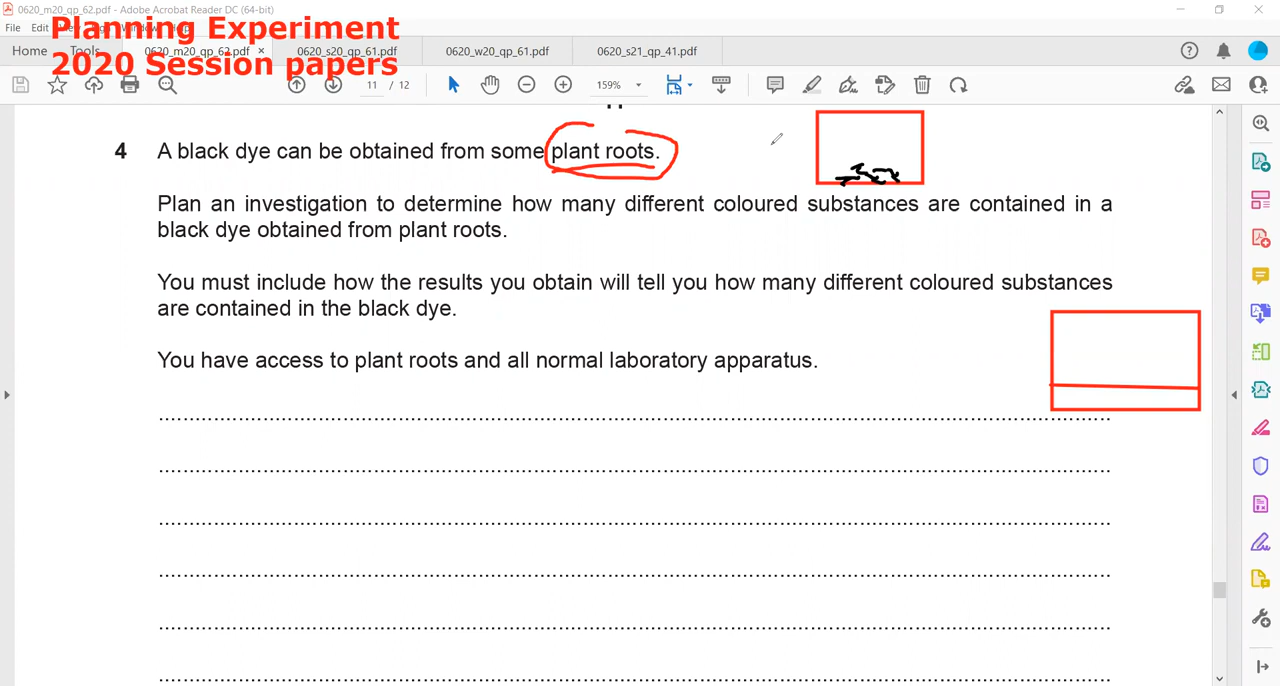 0620_m20_qp_62.pdf - Adobe Acrobat Reader DC (64-bit)
File Edit Window
Planning Experiment
2020 Session papers
Home Tools 0620_m20_qp_62.pdf × 0620_s20_qp_61.pdf 0620_w20_qp_61.pdf 0620_s21_qp_41.pdf
11 / 12 159%
4 A black dye can be obtained from some plant roots.
Plan an investigation to determine how many different coloured substances are contained in a
black dye obtained from plant roots.
You must include how the results you obtain will tell you how many different coloured substances
are contained in the black dye.
You have access to plant roots and all normal laboratory apparatus.